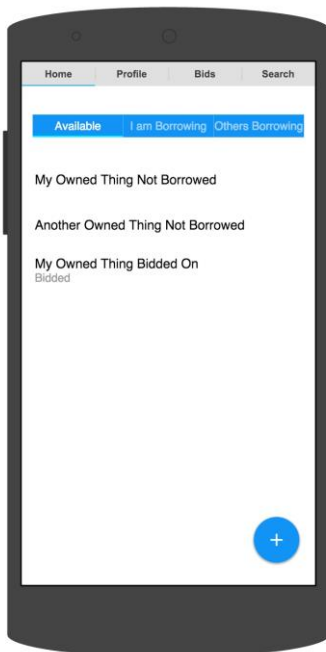 Home Profile Bids Search
Available I am Borrowing Others Borrowing
My Owned Thing Not Borrowed
Another Owned Thing Not Borrowed
My Owned Thing Bidded On
Bidded
+